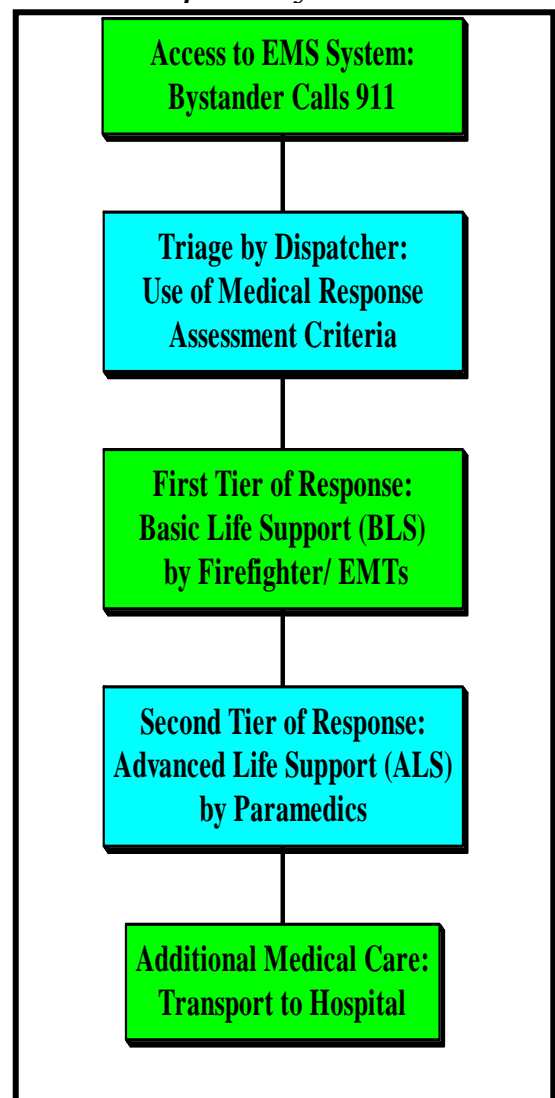 Access to EMS System:
Bystander Calls 911
Triage by Dispatcher:
Use of Medical Response
Assessment Criteria
First Tier of Response:
Basic Life Support (BLS)
by Firefighter/ EMTs
Second Tier of Response:
Advanced Life Support (ALS)
by Paramedics
Additional Medical Care:
Transport to Hospital